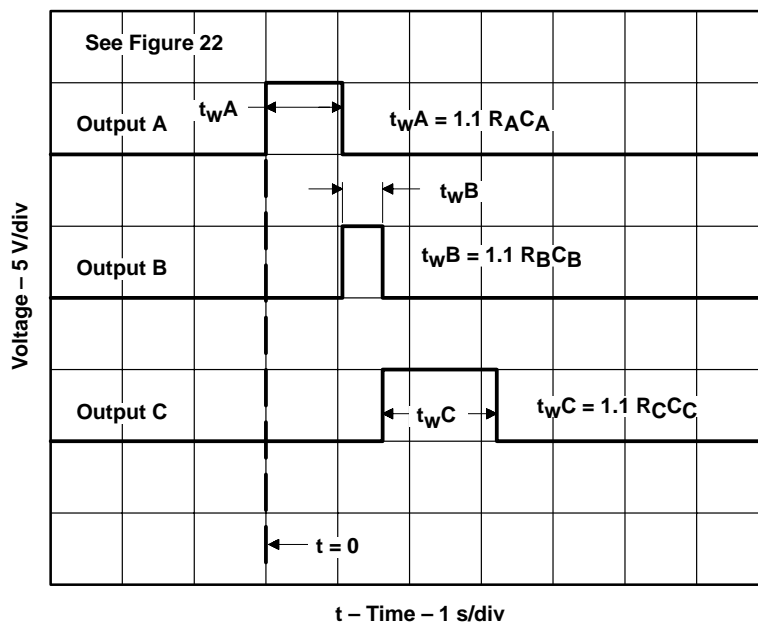 See Figure 22
Output A
twA
twA = 1.1 RACA
twB
Output B
twB = 1.1 RBCB
Output C
twC
twC = 1.1 RCCC
t = 0
Voltage – 5 V/div
t – Time – 1 s/div